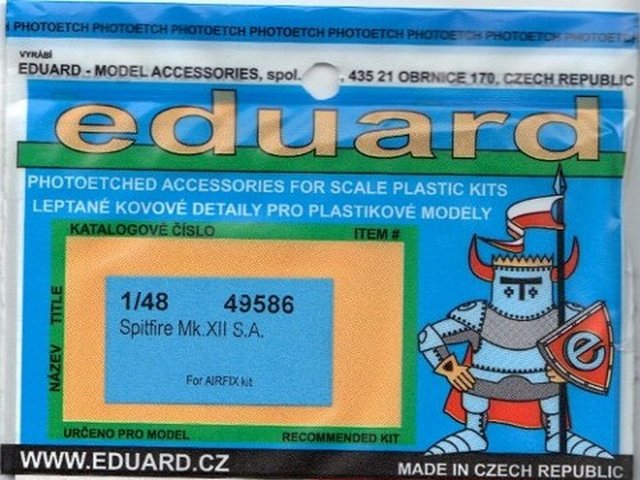 H PHOTOETCH PHOTOETCH PHOTOETCH PHOTOETCH PHOTOETCH PHOTOETCH PHOTOETCH PHOTOETCH
VYRÁBÍ
EDUARD - MODEL ACCESSORIES, spol. , 435 21 OBRNICE 170, CZECH REPUBLIC
eduard
PHOTOETCHED ACCESSORIES FOR SCALE PLASTIC KITS
LEPTANÉ KOVOVÉ DETAILY PRO PLASTIKOVÉ MODELY
KATALOGOVÉ ČÍSLO ITEM #
NÁZEV TITLE
1/48 49586
Spitfire Mk.XII S.A.
For AIRFIX kit
e
URČENO PRO MODEL RECOMMENDED KIT
WWW.EDUARD.CZ MADE IN CZECH REPUBLIC